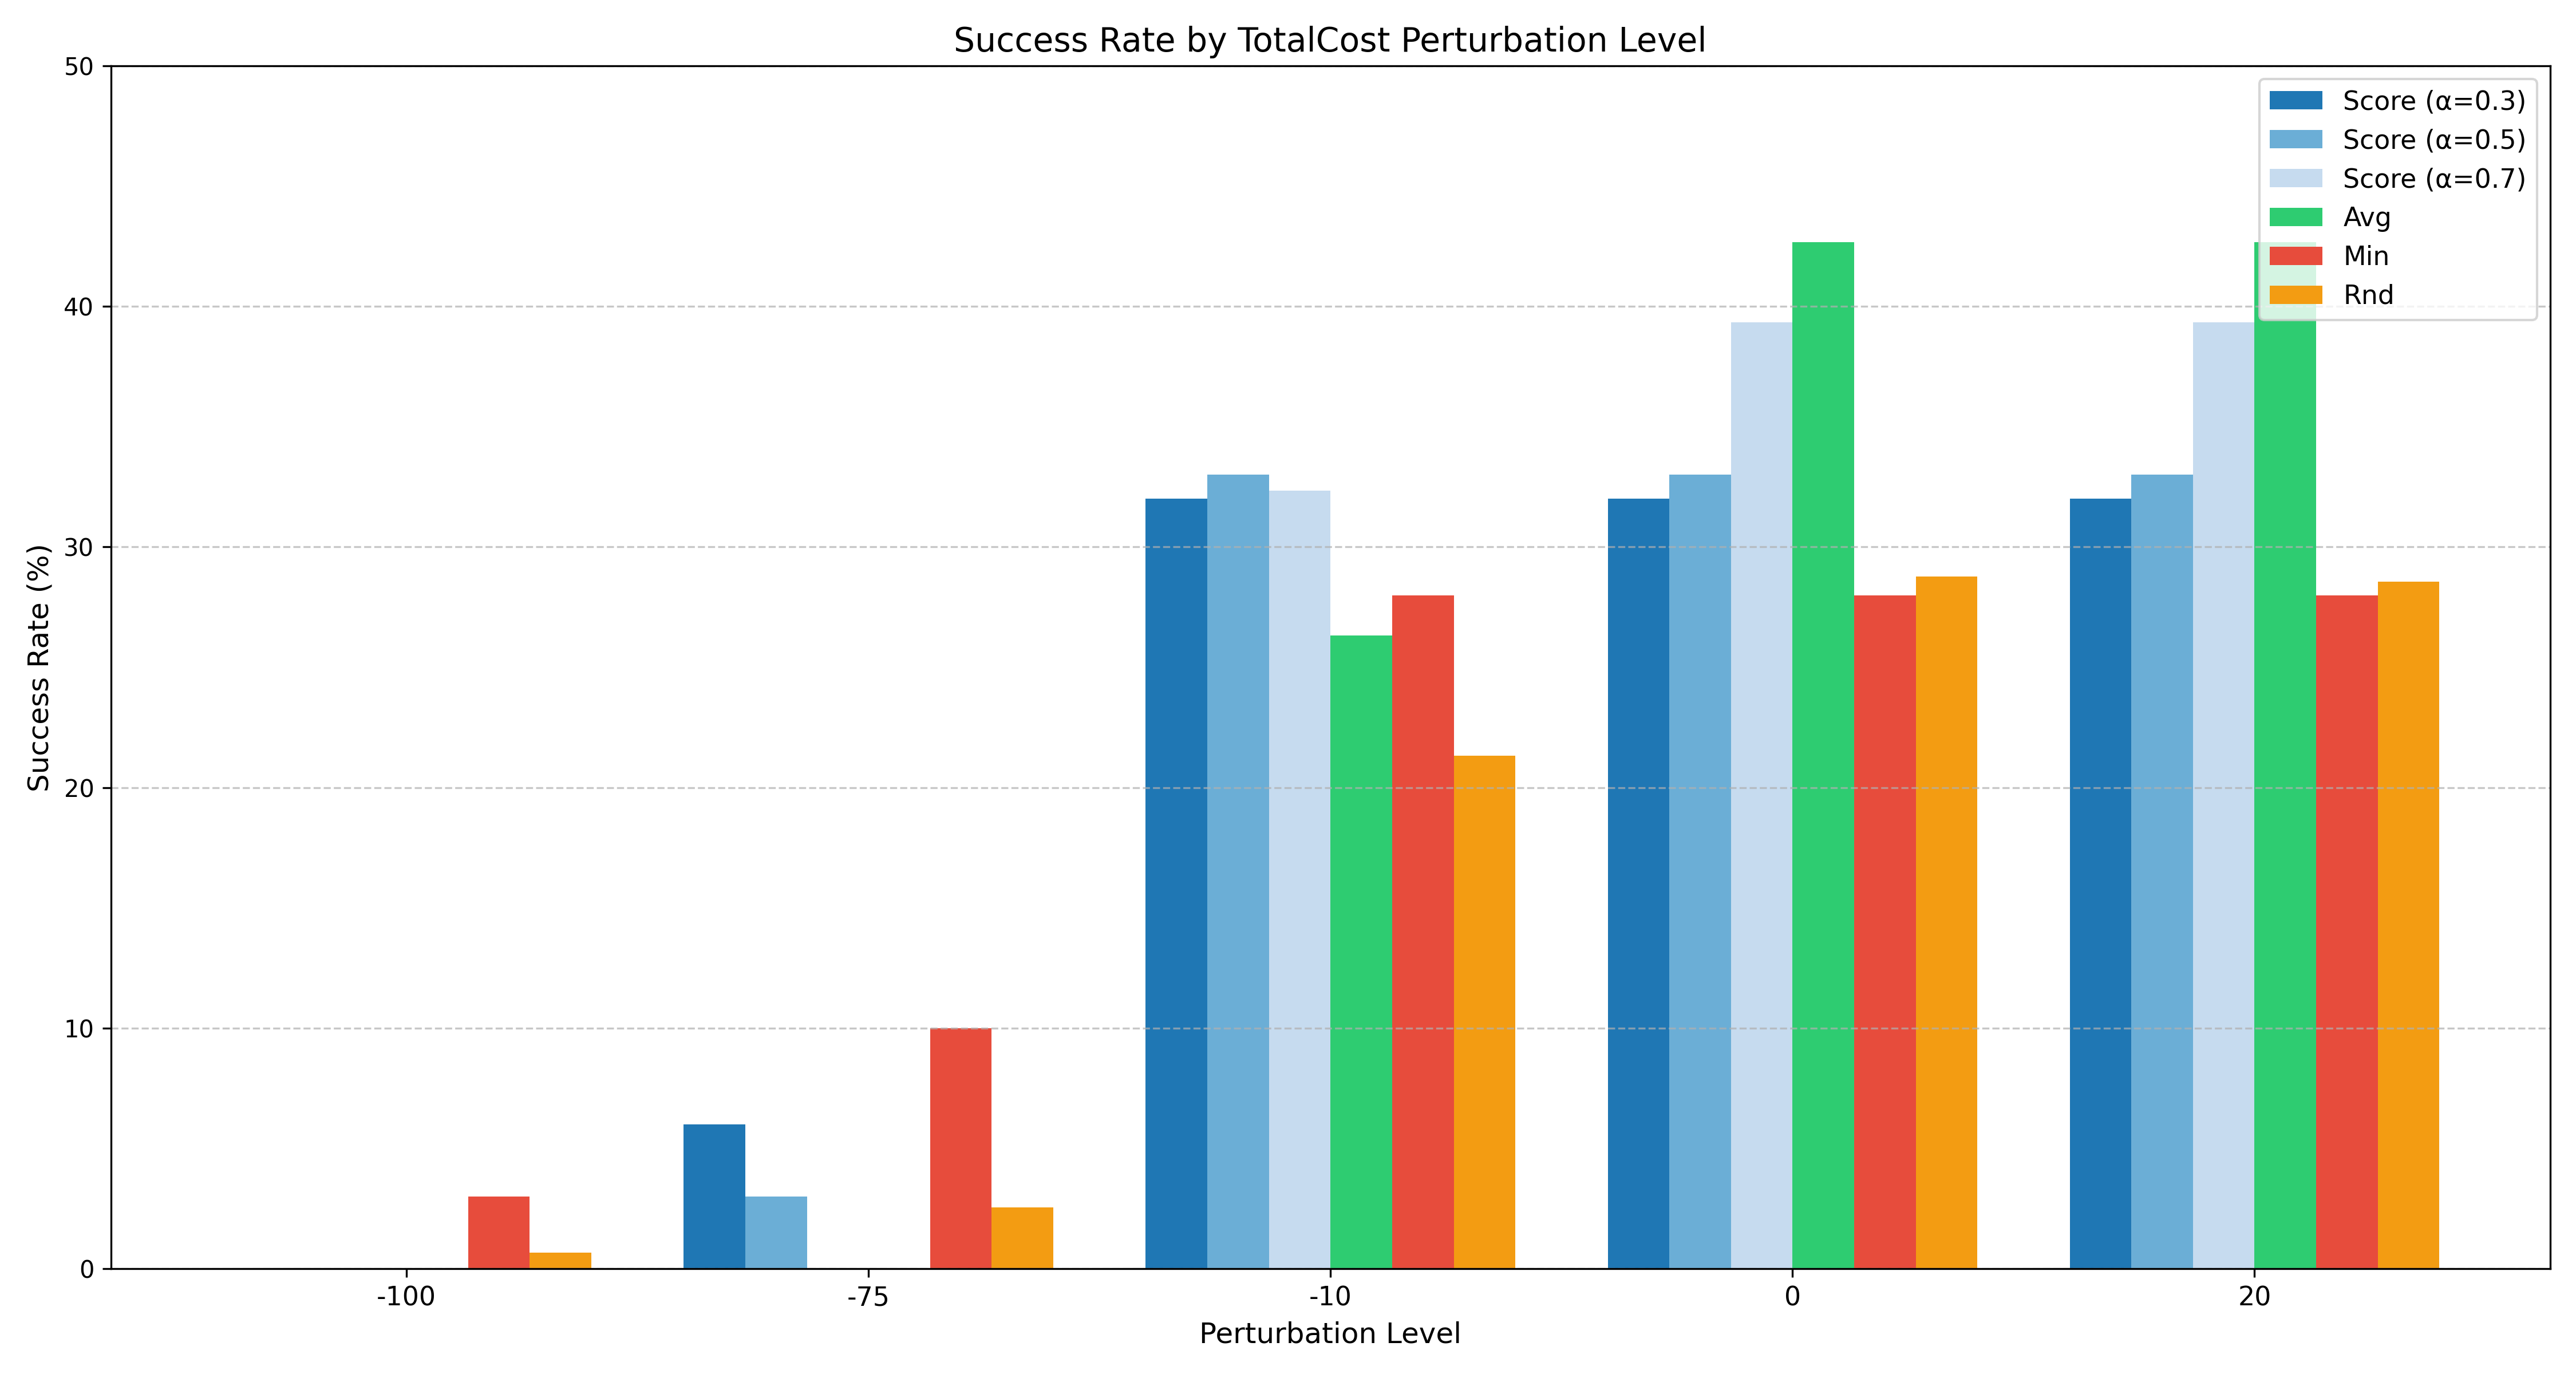 Success Rate by TotalCost Perturbation Level
Success Rate (%)
50
40
30
20
10
0
Score (α=0.3)
Score (α=0.5)
Score (α=0.7)
Avg
Min
Rnd
-100 -75 -10 0 20
Perturbation Level